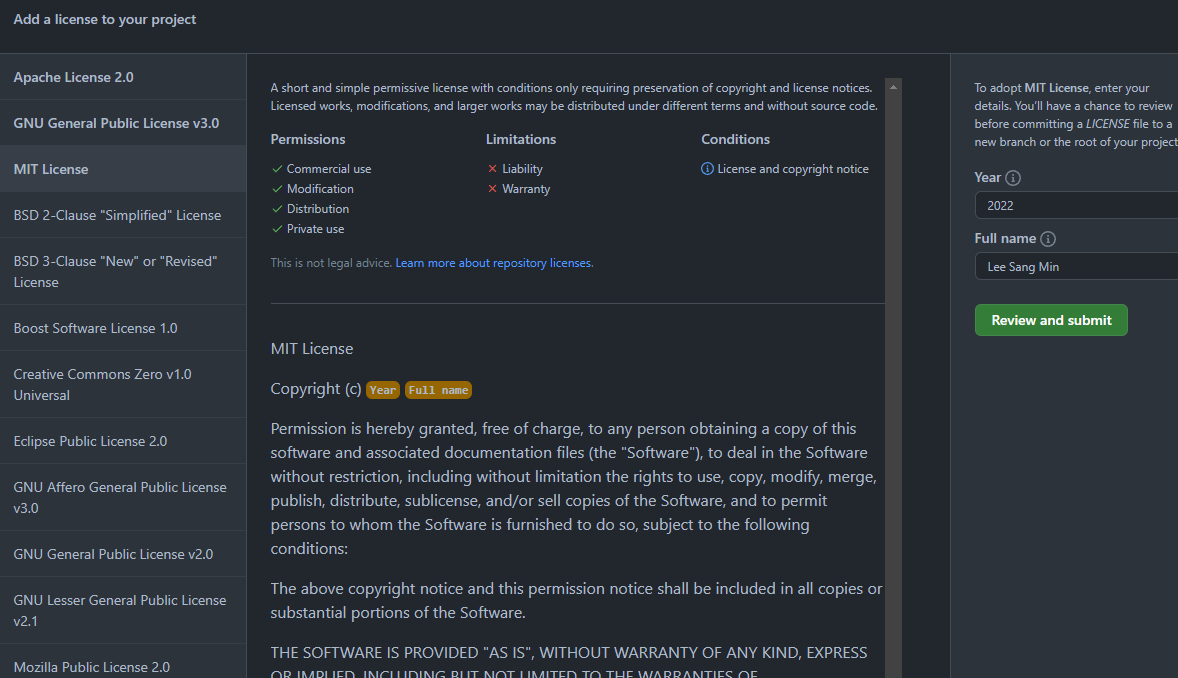 Add a license to your project
Apache License 2.0
GNU General Public License v3.0
MIT License
BSD 2-Clause "Simplified" License
BSD 3-Clause "New" or "Revised"
License
Boost Software License 1.0
Creative Commons Zero v1.0
Universal
Eclipse Public License 2.0
GNU Affero General Public License
v3.0
GNU General Public License v2.0
GNU Lesser General Public License
v2.1
Mozilla Public License 2.0
A short and simple permissive license with conditions only requiring preservation of copyright and license notices.
Licensed works, modifications, and larger works may be distributed under different terms and without source code.
Permissions
Commercial use
Modification
Distribution
Private use
Limitations
Liability
Warranty
Conditions
License and copyright notice
This is not legal advice. Learn more about repository licenses.
MIT License
Copyright (c) Year Full name
Permission is hereby granted, free of charge, to any person obtaining a copy of this
software and associated documentation files (the "Software"), to deal in the Software
without restriction, including without limitation the rights to use, copy, modify, merge,
publish, distribute, sublicense, and/or sell copies of the Software, and to permit
persons to whom the Software is furnished to do so, subject to the following
conditions:
The above copyright notice and this permission notice shall be included in all copies or
substantial portions of the Software.
THE SOFTWARE IS PROVIDED "AS IS", WITHOUT WARRANTY OF ANY KIND, EXPRESS
OR IMPLIED, INCLUDING BUT NOT LIMITED TO THE WARRANTIES OF
To adopt MIT License, enter your
details. You'll have a chance to review
before committing a LICENSE file to a
new branch or the root of your project
Year
2022
Full name
Lee Sang Min
Review and submit